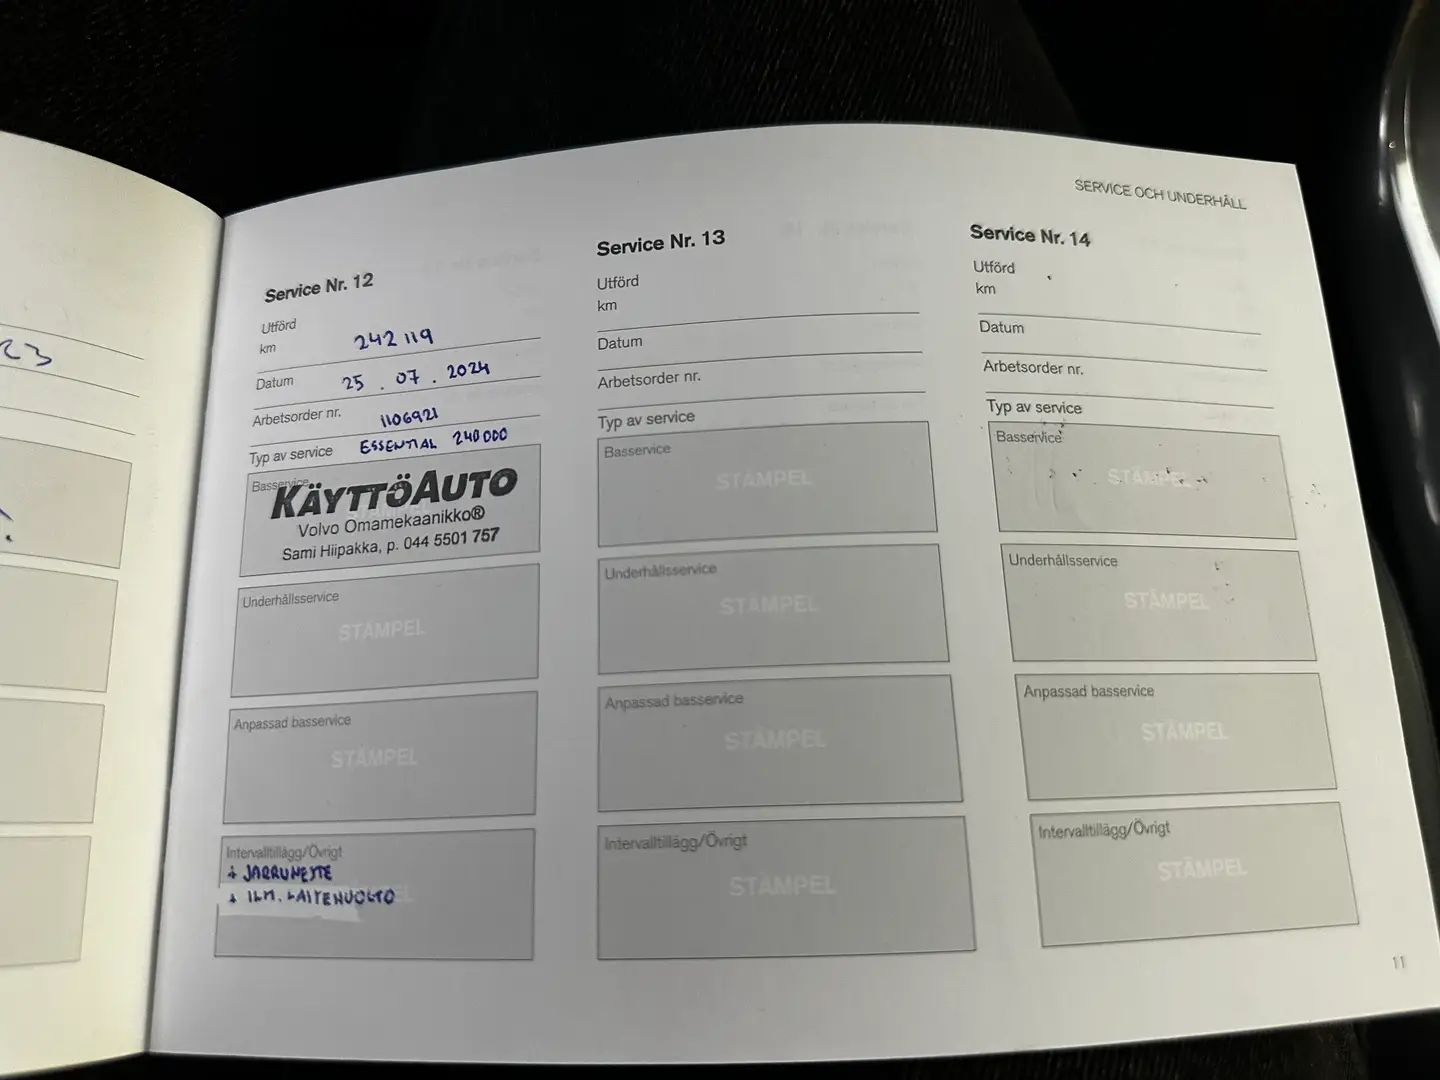 23
SERVICE OCH UNDERHÅLL
Service Nr. 12
Utförd
km 242 119
Datum 25 . 07 . 2024
Arbetsorder nr. 1106921
Typ av service ESSENTIAL 240 000
Basservice
KÄYTTÖAUTO
Volvo Omamekaanikko®
Sami Hiipakka, p. 044 5501 757
Underhållsservice
STÄMPEL
Anpassad basservice
STÄMPEL
Intervalltillägg/Övrigt
+ JARRUNESTE
+ ILM. LAITEHUOLTO
Service Nr. 13
Utförd
km
Datum
Arbetsorder nr.
Typ av service
Basservice
STÄMPEL
Underhållsservice
STÄMPEL
Anpassad basservice
STÄMPEL
Intervalltillägg/Övrigt
STÄMPEL
Service Nr. 14
Utförd
km
Datum
Arbetsorder nr.
Typ av service
Basservice
STÄMPEL
Underhållsservice
STÄMPEL
Anpassad basservice
STÄMPEL
Intervalltillägg/Övrigt
STÄMPEL
11